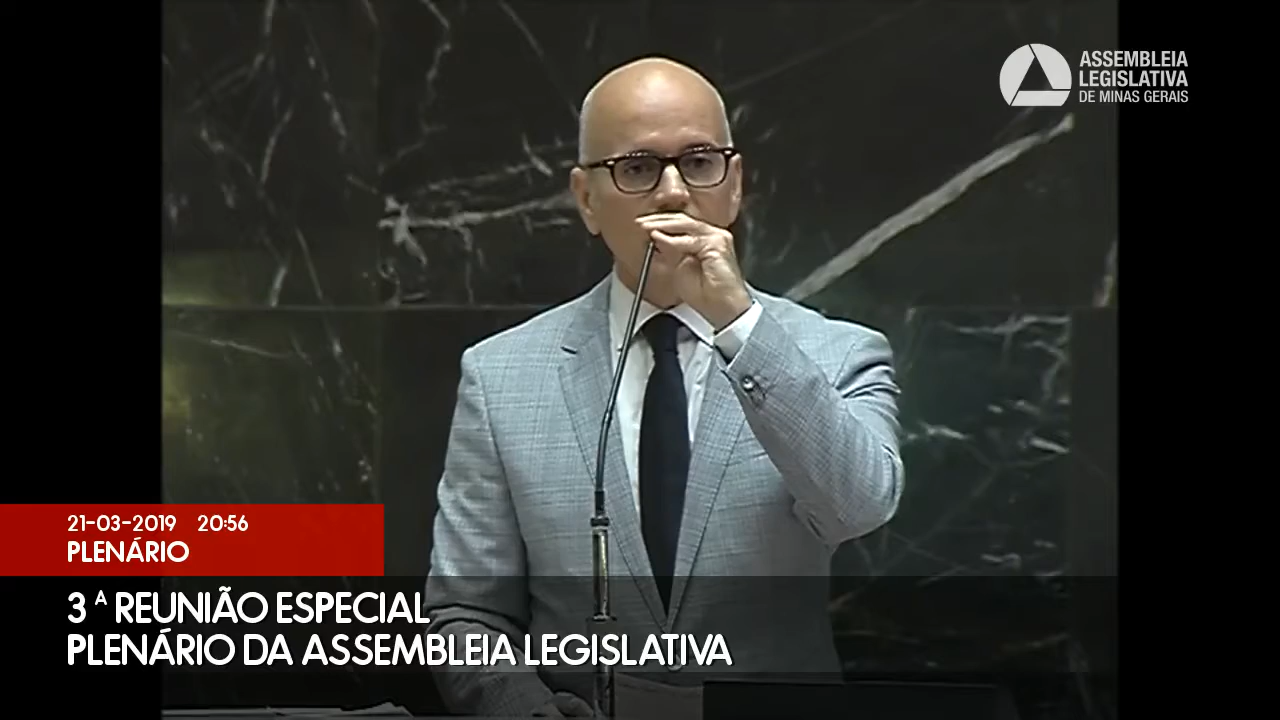 ASSEMBLEIA
LEGISLATIVA
DE MINAS GERAIS
21-03-2019 20:56
PLENÁRIO
3 ª REUNIÃO ESPECIAL
PLENÁRIO DA ASSEMBLEIA LEGISLATIVA